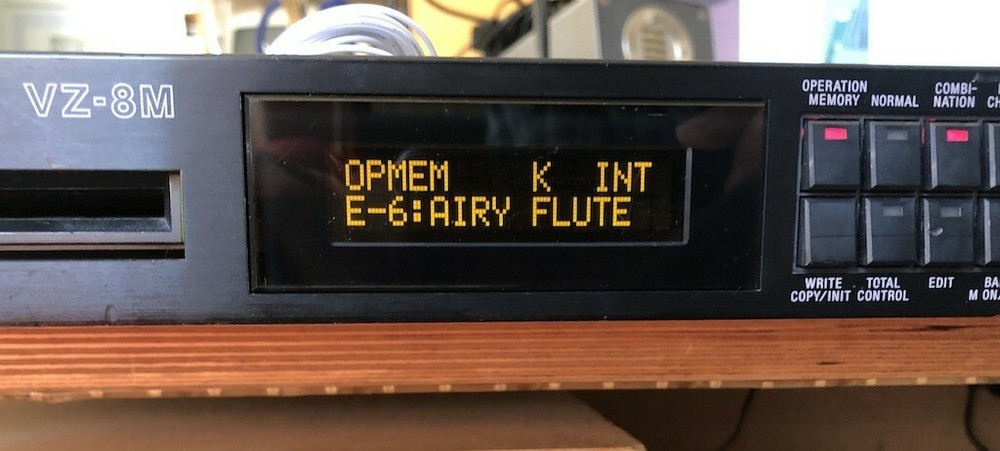 VZ-8M
OPMEM K INT
E-6:AIRY FLUTE
OPERATION
MEMORY
NORMAL
COMBI-
NATION
WRITE
COPY/INIT
TOTAL
CONTROL
EDIT